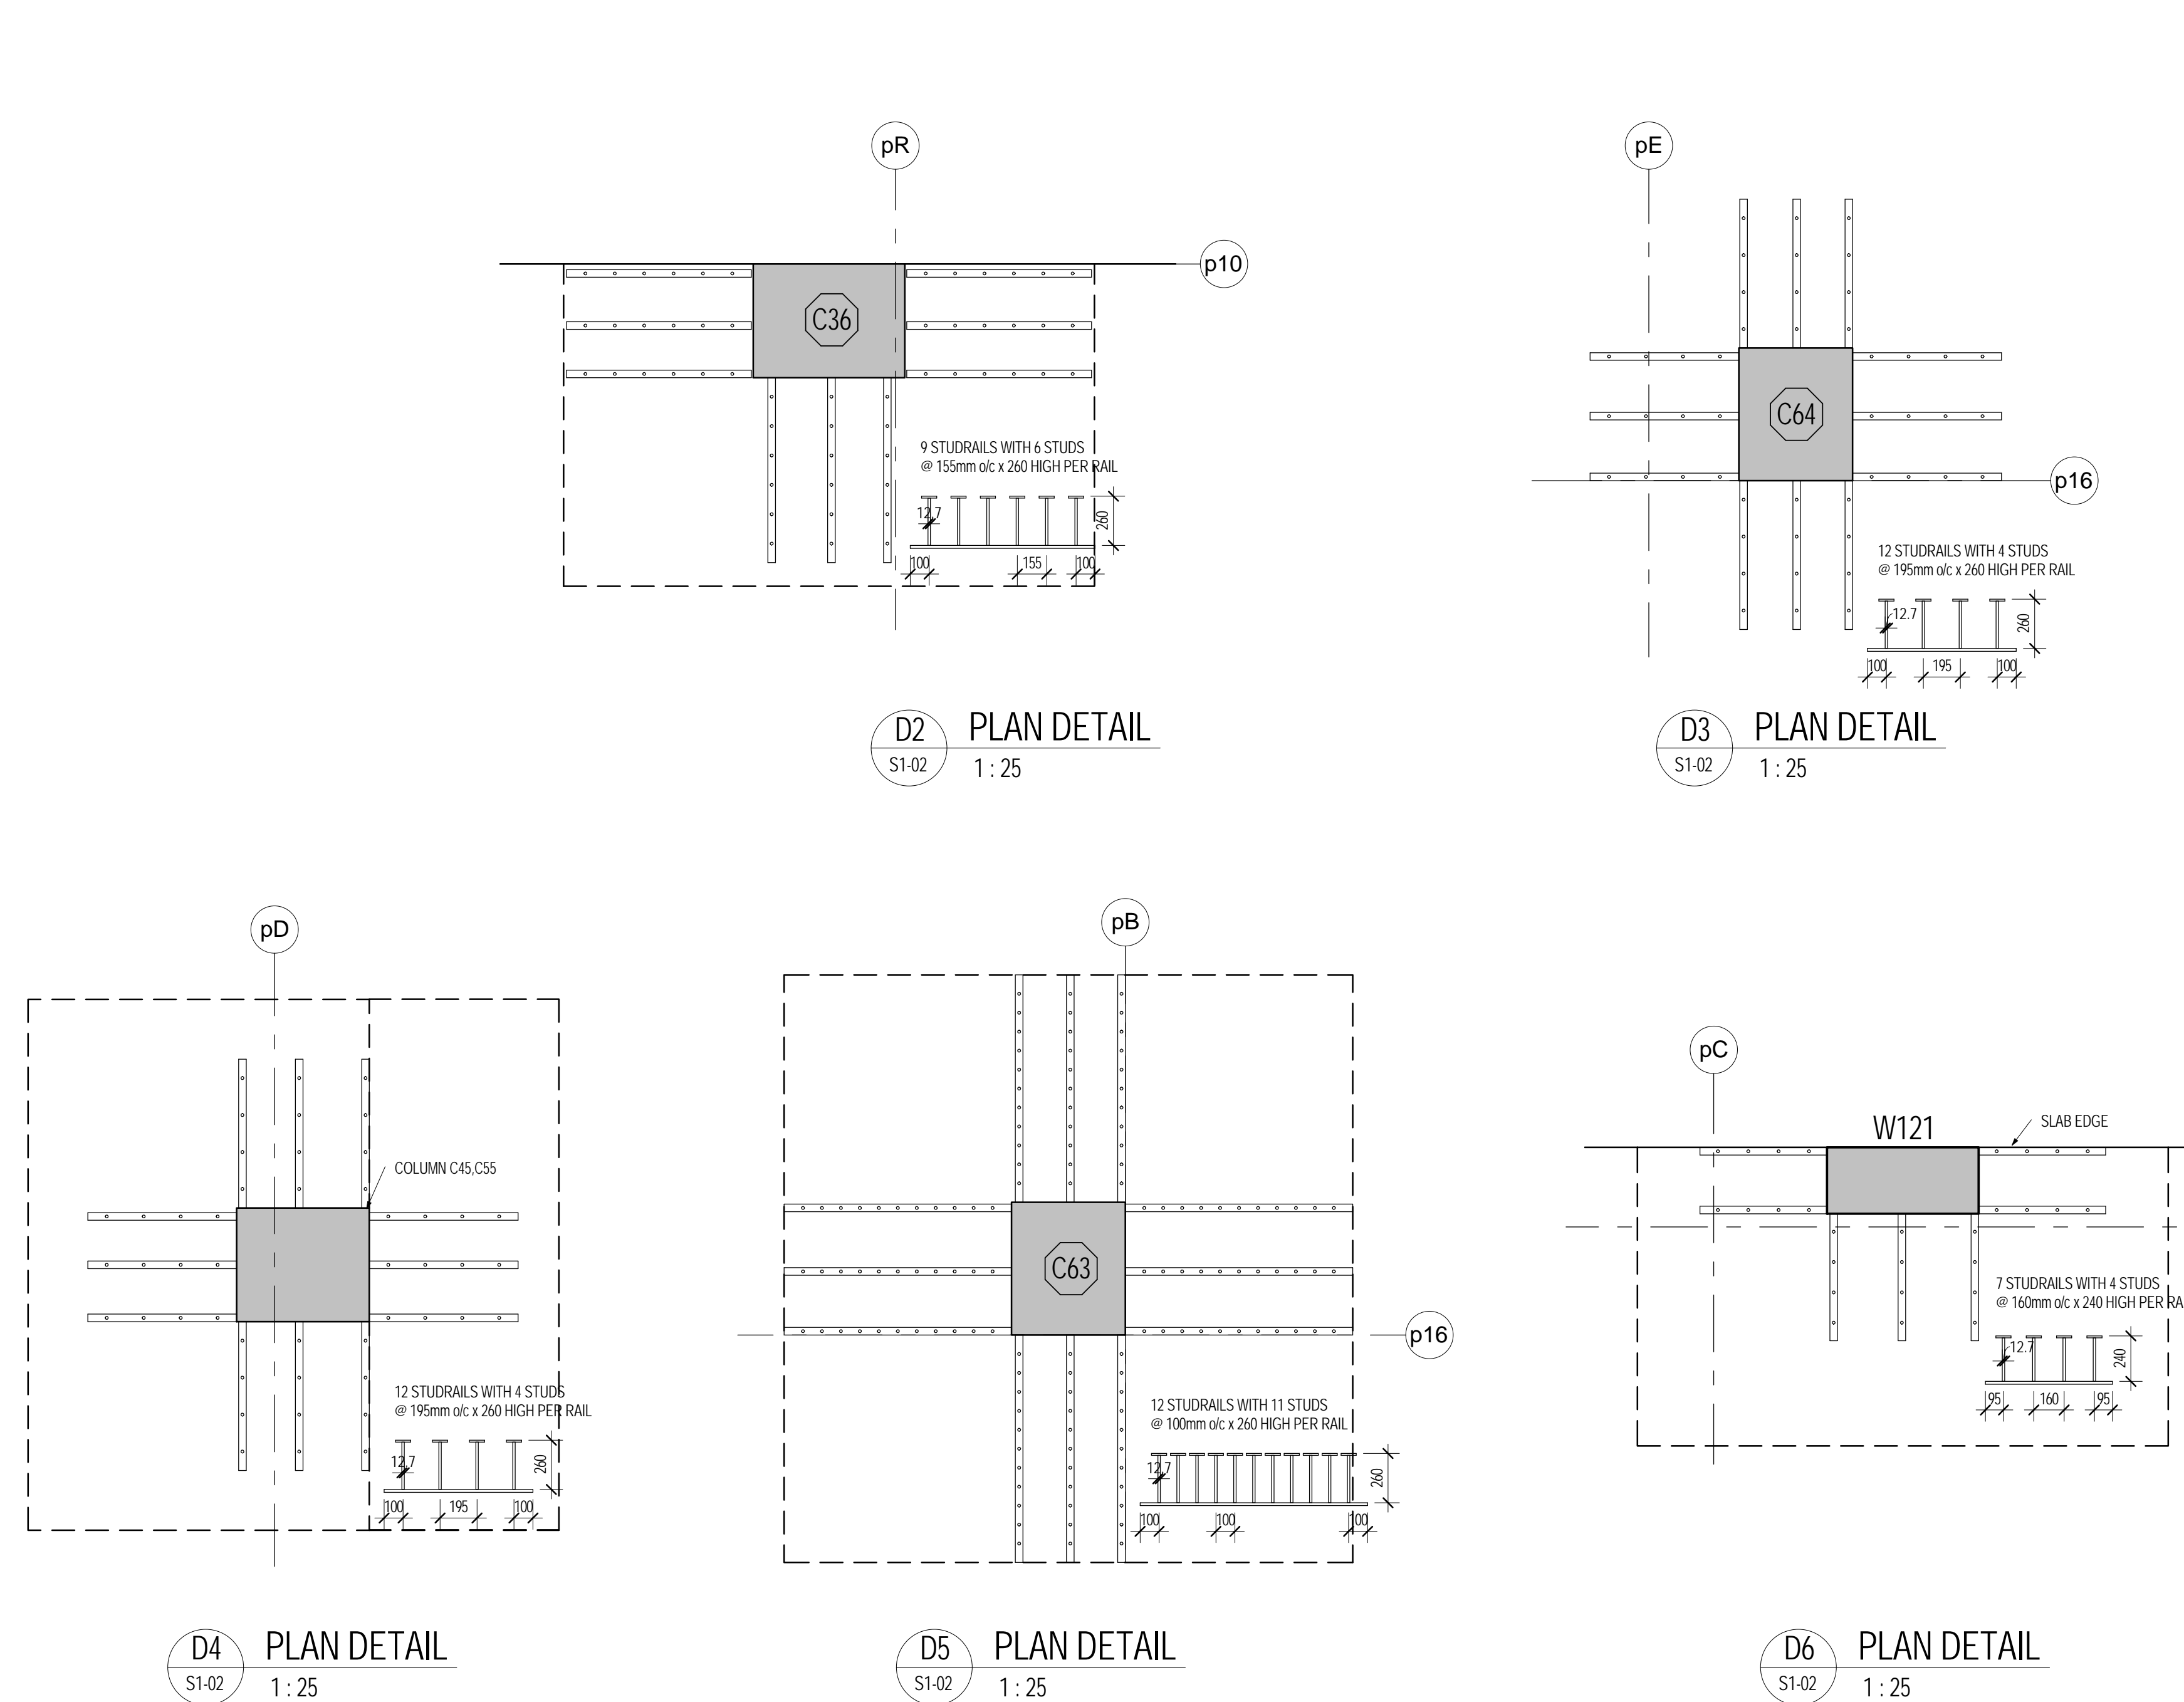 pR
p10
C36
9 STUDRAILS WITH 6 STUDS
@ 155mm o/c x 260 HIGH PER RAIL
12.7
260
100
155
100
D2
S1-02
PLAN DETAIL
1 : 25
pE
C64
p16
12 STUDRAILS WITH 4 STUDS
@ 195mm o/c x 260 HIGH PER RAIL
12.7
260
100
195
100
D3
S1-02
PLAN DETAIL
1 : 25
pD
COLUMN C45,C55
12 STUDRAILS WITH 4 STUDS
@ 195mm o/c x 260 HIGH PER RAIL
12.7
260
100
195
100
D4
S1-02
PLAN DETAIL
1 : 25
pB
C63
p16
12 STUDRAILS WITH 11 STUDS
@ 100mm o/c x 260 HIGH PER RAIL
12.7
260
100
100
100
D5
S1-02
PLAN DETAIL
1 : 25
pC
W121
SLAB EDGE
7 STUDRAILS WITH 4 STUDS
@ 160mm o/c x 240 HIGH PER RA
12.7
240
95
160
95
D6
S1-02
PLAN DETAIL
1 : 25